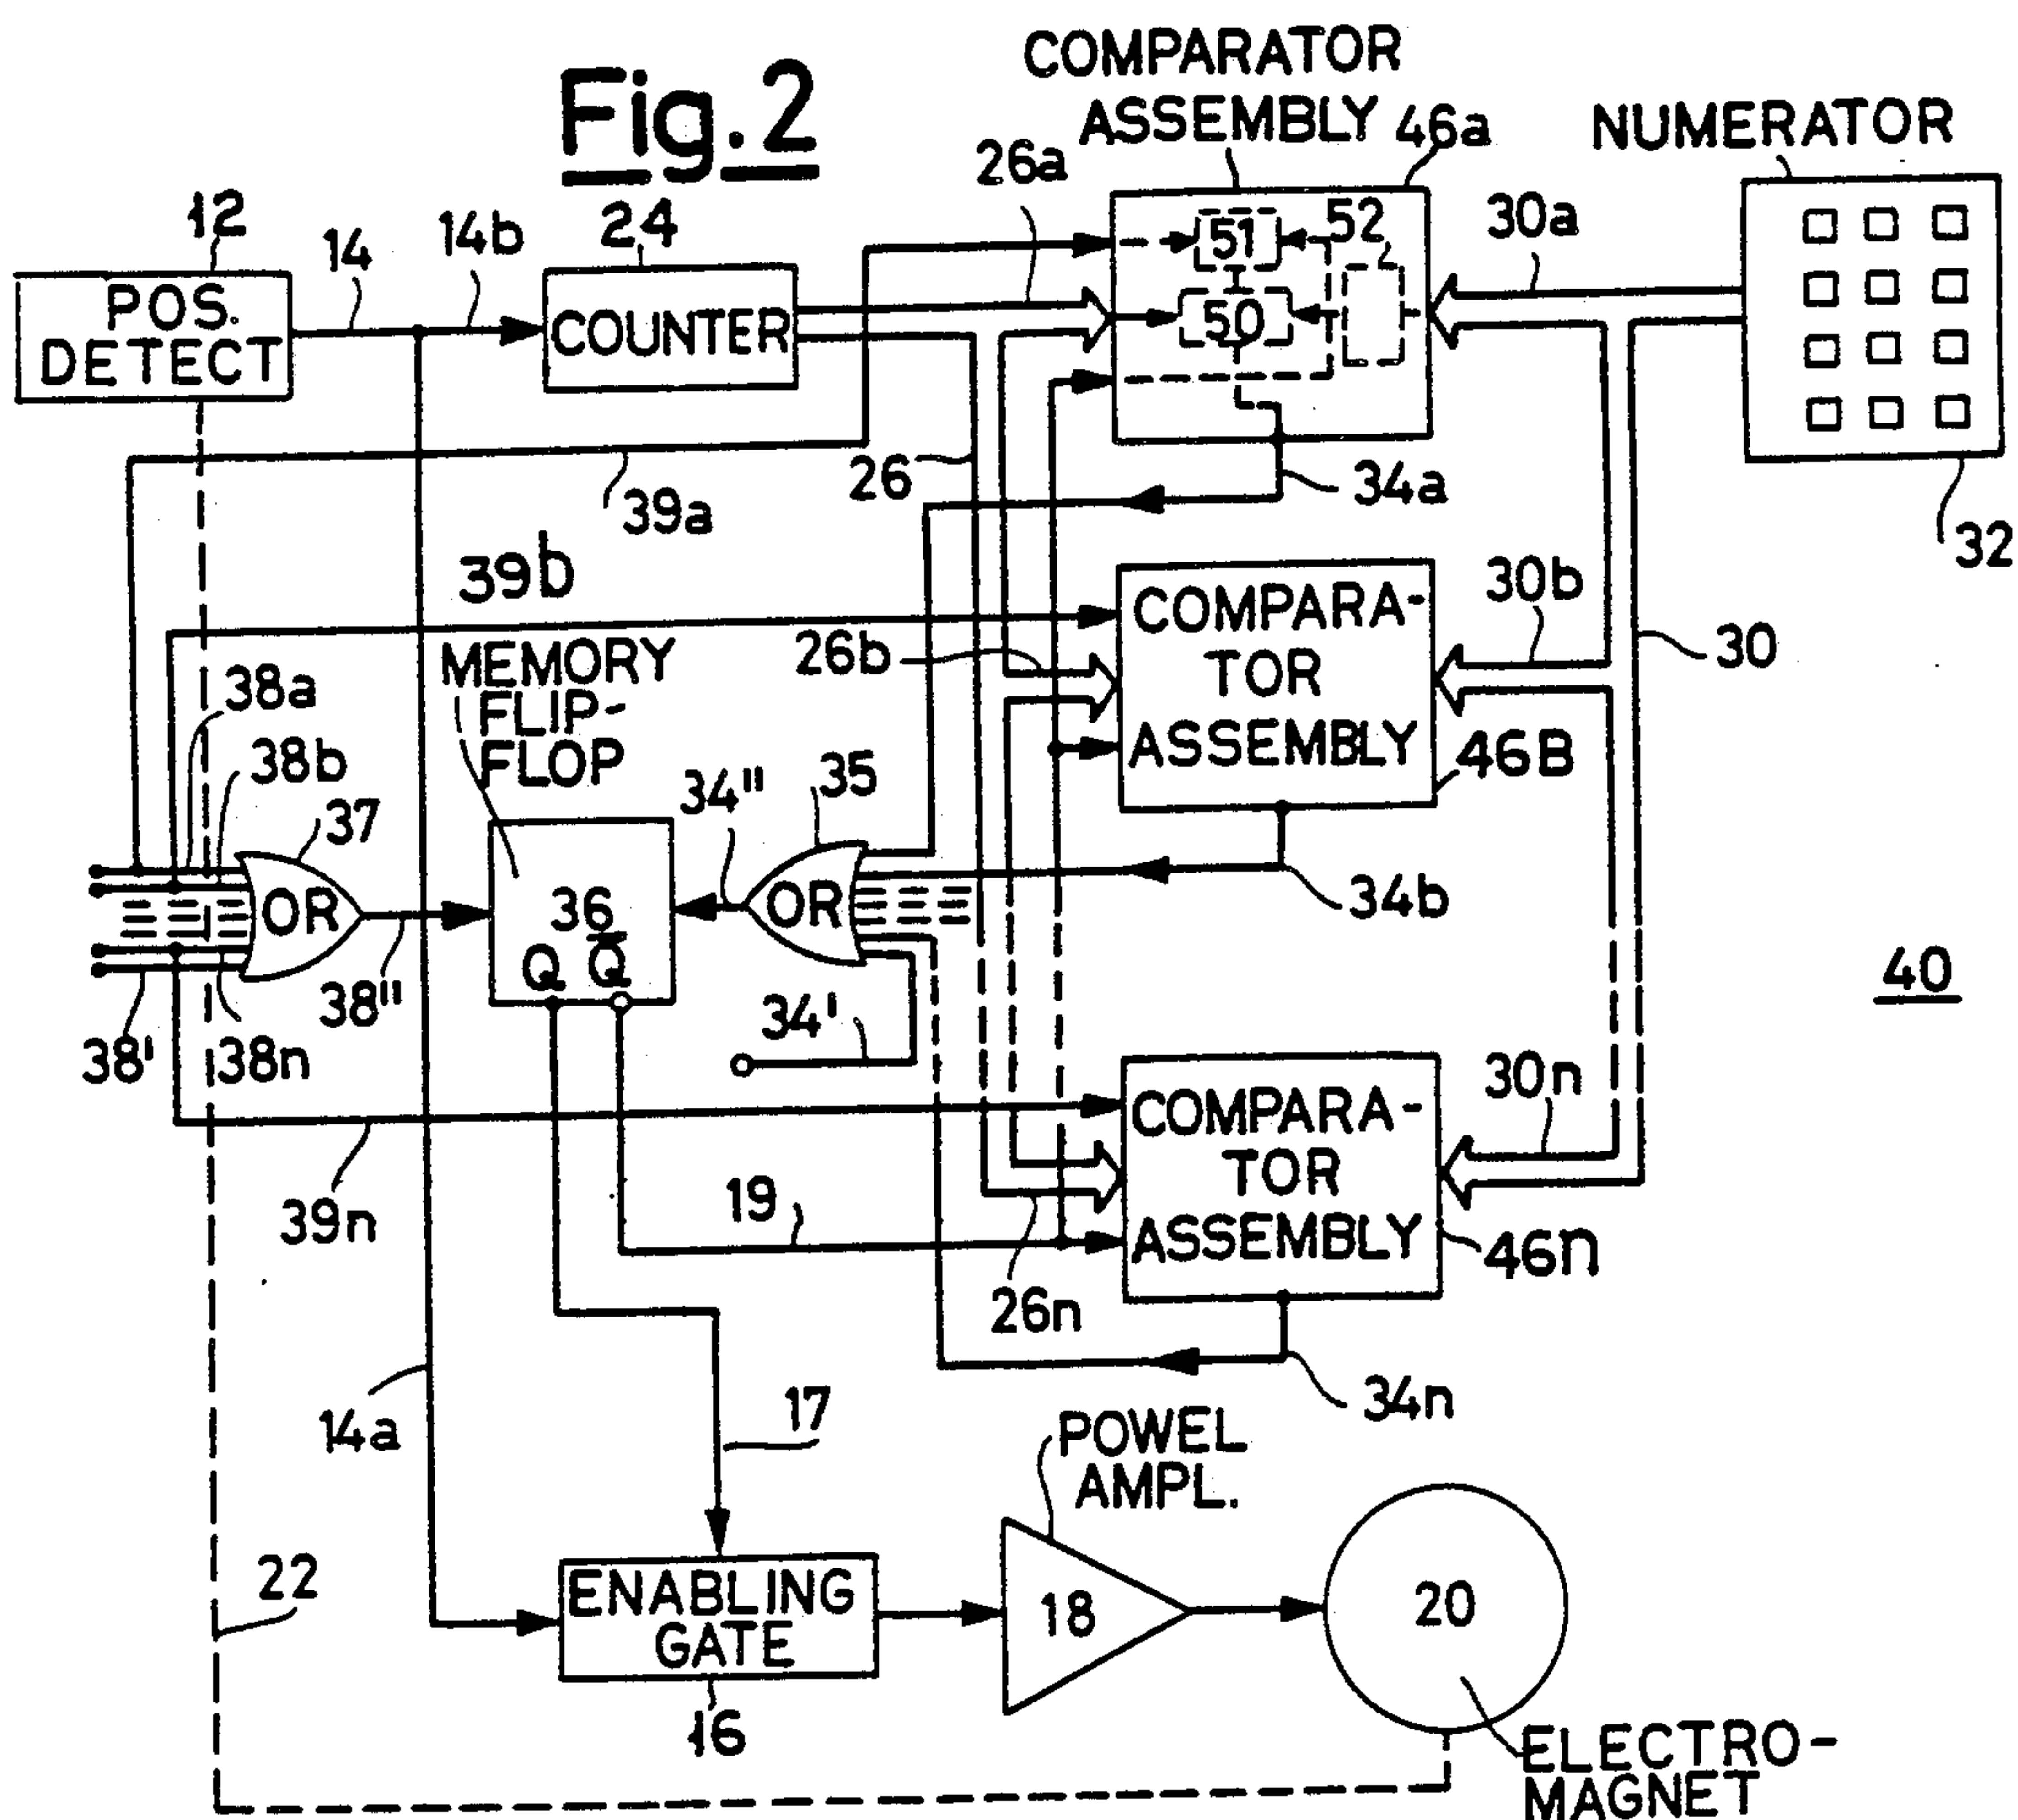 Fig. 2
COMPARATOR
ASSEMBLY
46a
NUMERATOR
26a
12
14
14b
24
30a
POS.
DETECT
COUNTER
51
52
50
26
39a
34a
32
39b
COMPARA-
TOR
ASSEMBLY
30b
30
26b
46B
MEMORY
FLIP-
FLOP
38a
38b
37
34"
35
OR
36
Q Q̅
OR
34b
38"
38'
38n
34'
40
COMPARA-
TOR
ASSEMBLY
30n
39n
19
46n
26n
34n
14a
17
POWEL
AMPL.
22
ENABLING
GATE
18
20
16
ELECTRO-
MAGNET